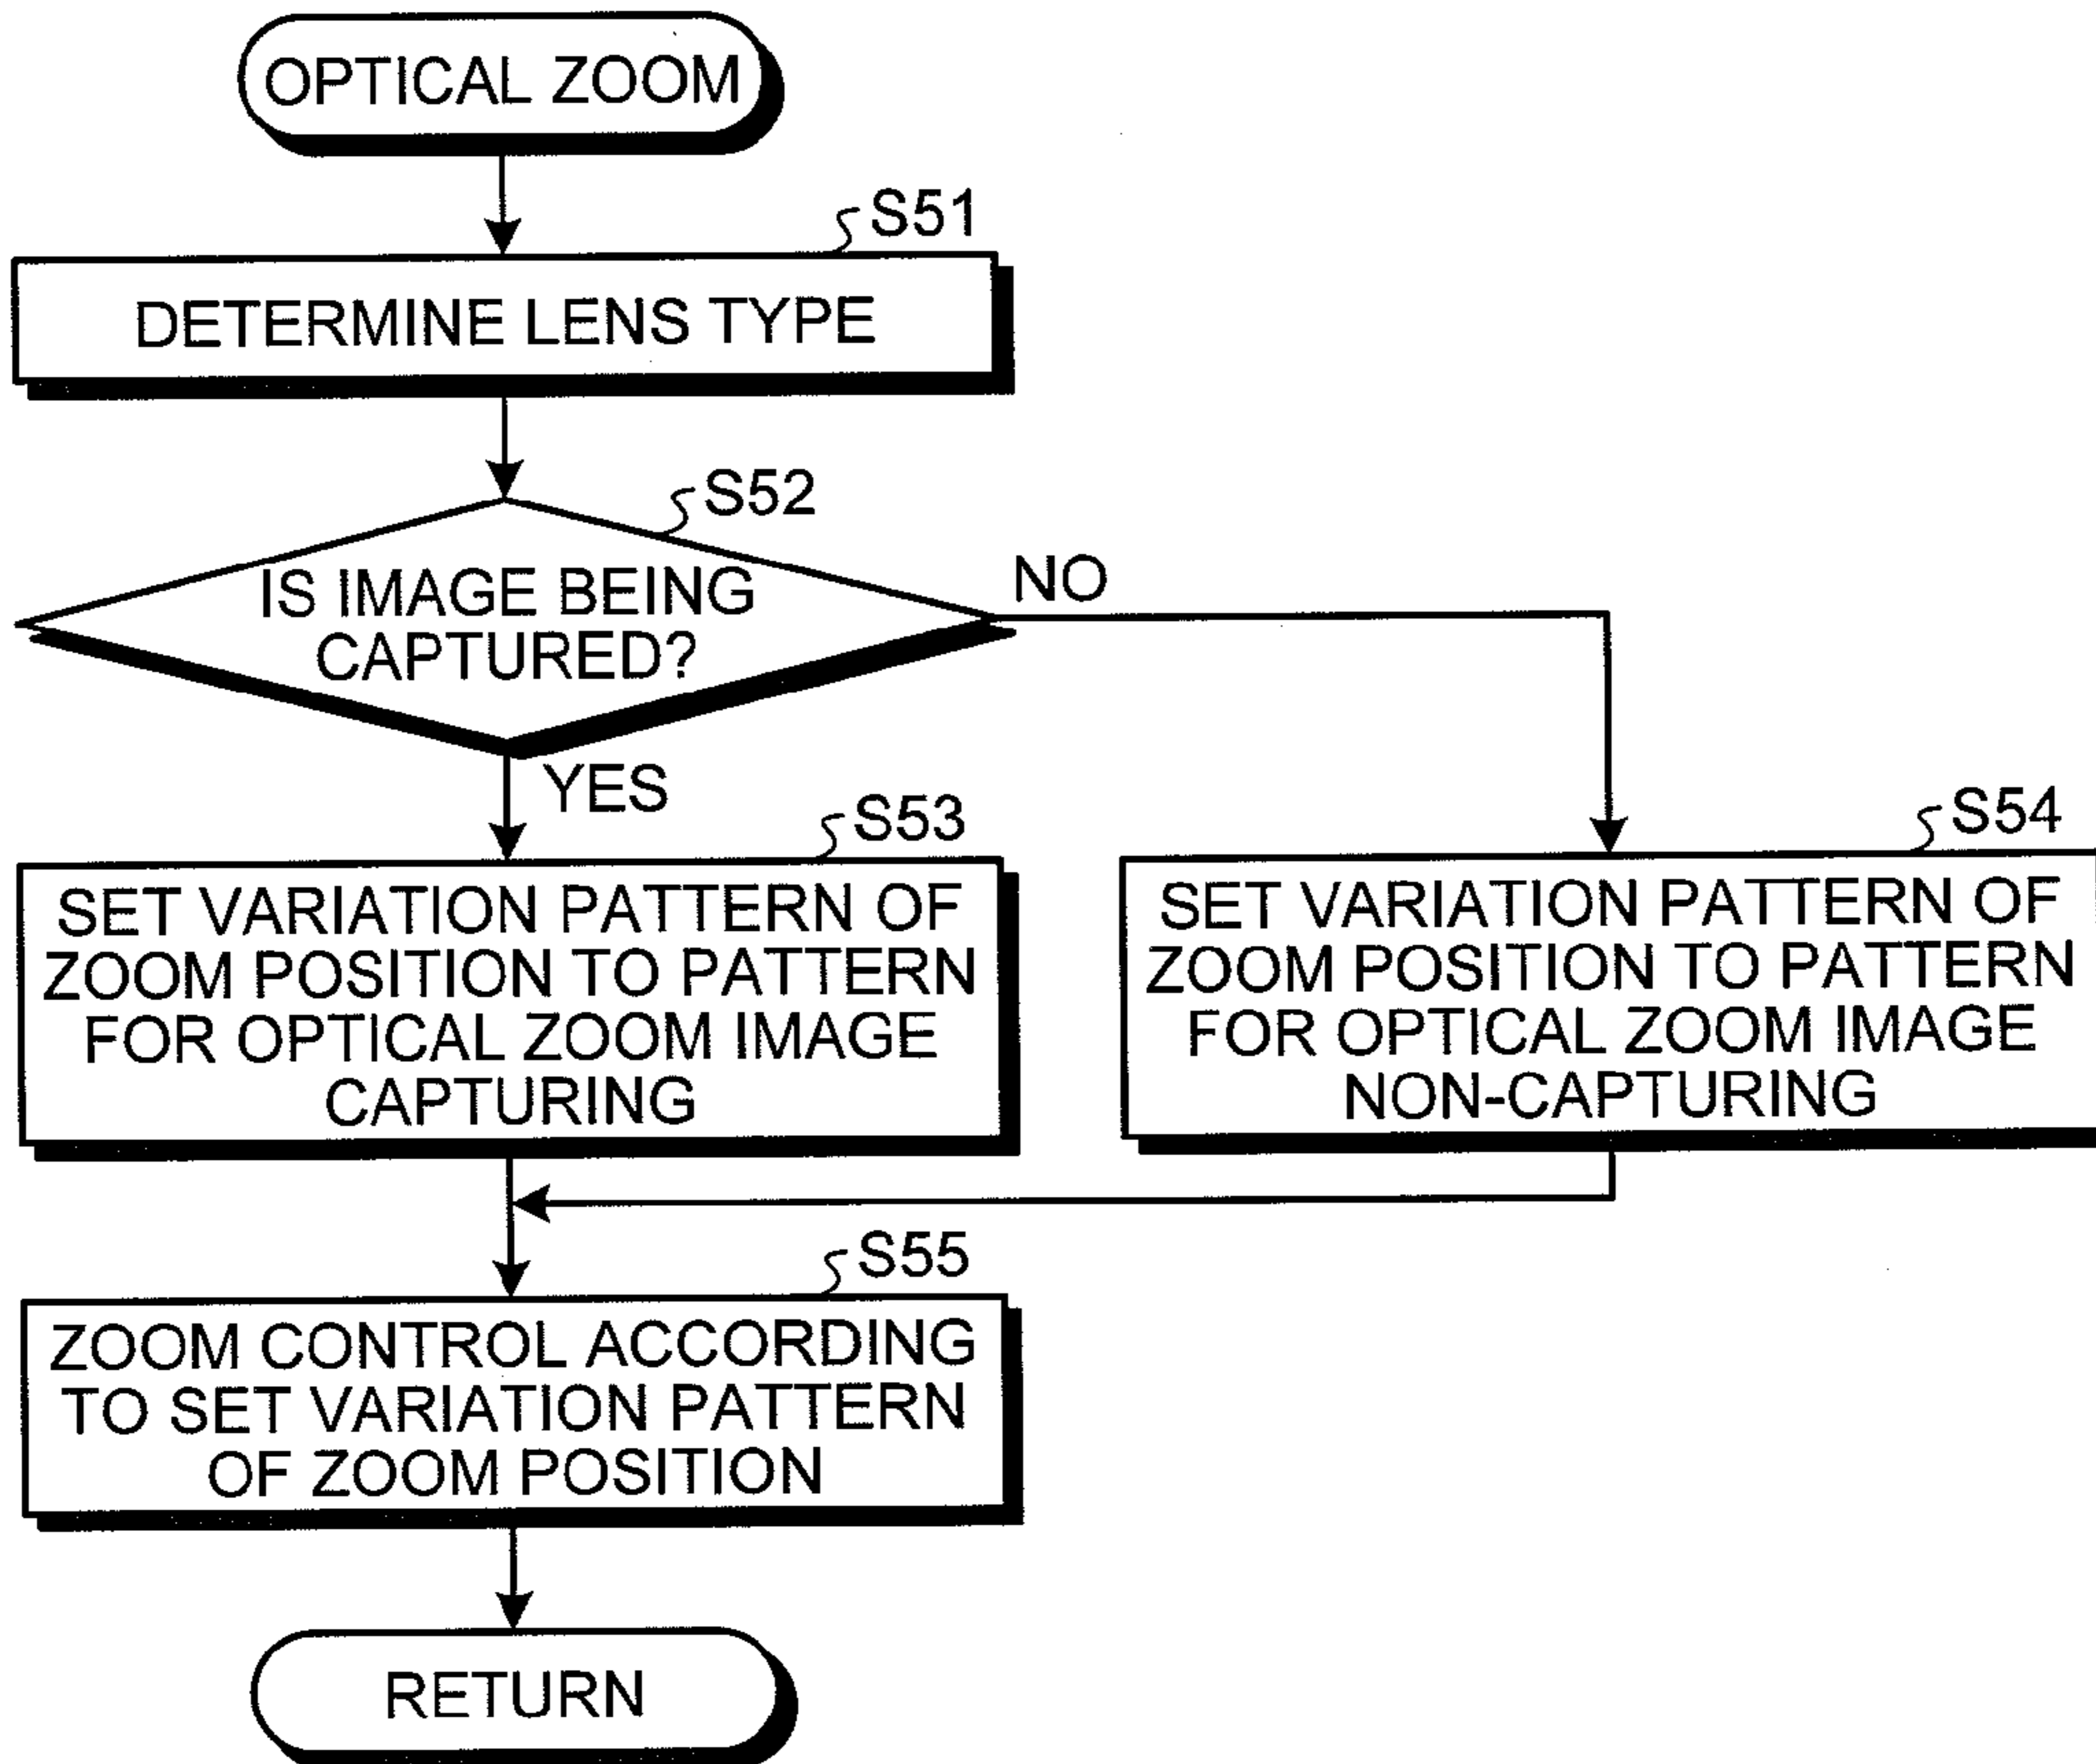 OPTICAL ZOOM
S51
DETERMINE LENS TYPE
S52
IS IMAGE BEING
CAPTURED?
NO
YES
S53
SET VARIATION PATTERN OF
ZOOM POSITION TO PATTERN
FOR OPTICAL ZOOM IMAGE
CAPTURING
S54
SET VARIATION PATTERN OF
ZOOM POSITION TO PATTERN
FOR OPTICAL ZOOM IMAGE
NON-CAPTURING
S55
ZOOM CONTROL ACCORDING
TO SET VARIATION PATTERN
OF ZOOM POSITION
RETURN